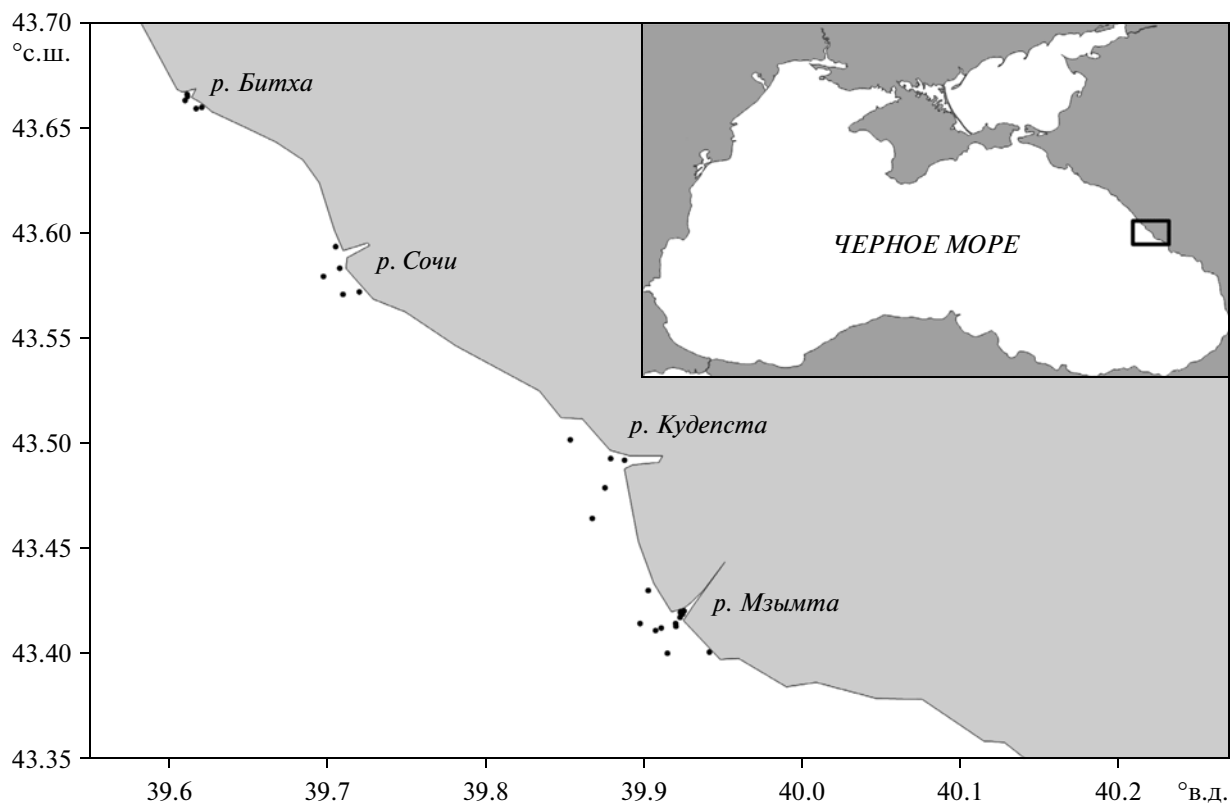 43.70
°с.ш.
р. Битха
43.65
43.60
р. Сочи
ЧЕРНОЕ МОРЕ
43.55
43.50
р. Кудепста
43.45
р. Мзымта
43.40
43.35
39.6 39.7 39.8 39.9 40.0 40.1 40.2 °в.д.